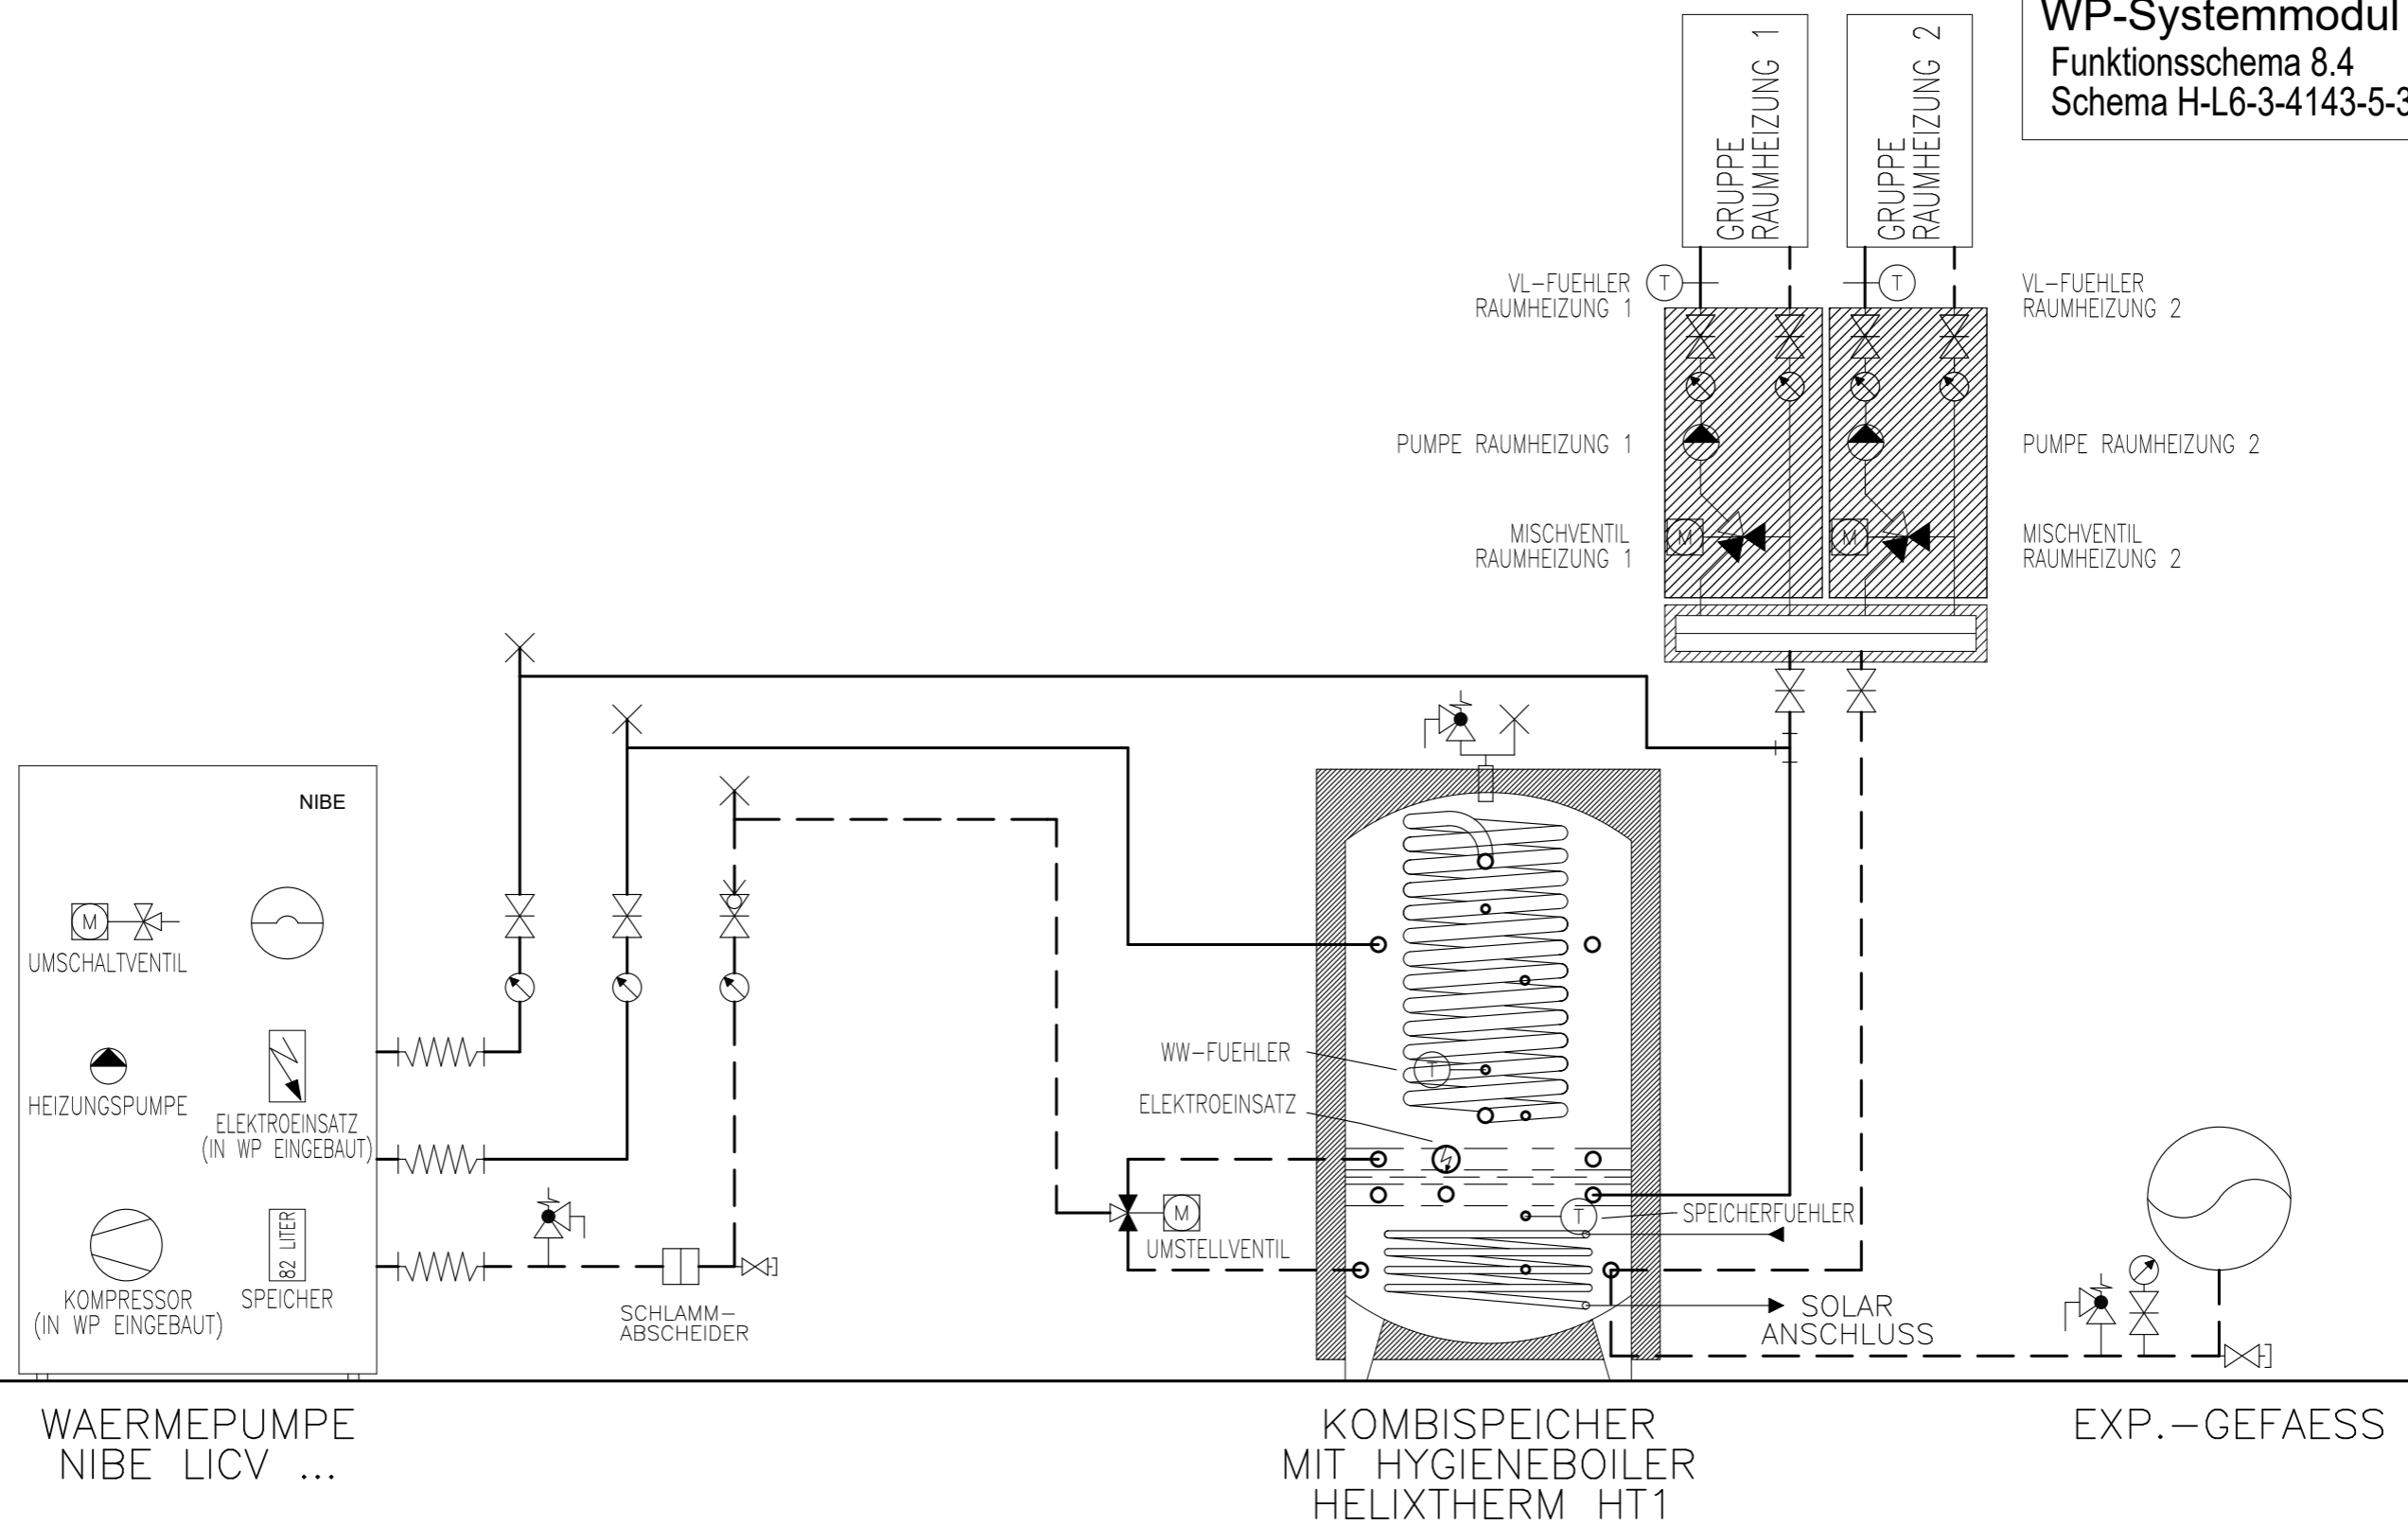 WP-Systemmodul
Funktionsschema 8.4
Schema H-L6-3-4143-5-3
GRUPPE
RAUMHEIZUNG 1
GRUPPE
RAUMHEIZUNG 2
VL-FUEHLER
RAUMHEIZUNG 1
T
T
VL-FUEHLER
RAUMHEIZUNG 2
PUMPE RAUMHEIZUNG 1
PUMPE RAUMHEIZUNG 2
MISCHVENTIL
RAUMHEIZUNG 1
M
M
MISCHVENTIL
RAUMHEIZUNG 2
NIBE
M
UMSCHALTVENTIL
HEIZUNGSPUMPE
ELEKTROEINSATZ
(IN WP EINGEBAUT)
KOMPRESSOR
(IN WP EINGEBAUT)
82 LITER
SPEICHER
SCHLAMM-
ABSCHEIDER
WW-FUEHLER
T
ELEKTROEINSATZ
M
UMSTELLVENTIL
T
SPEICHERFUEHLER
SOLAR
ANSCHLUSS
WAERMEPUMPE
NIBE LICV ...
KOMBISPEICHER
MIT HYGIENEBOILER
HELIXTHERM HT1
EXP.-GEFAESS